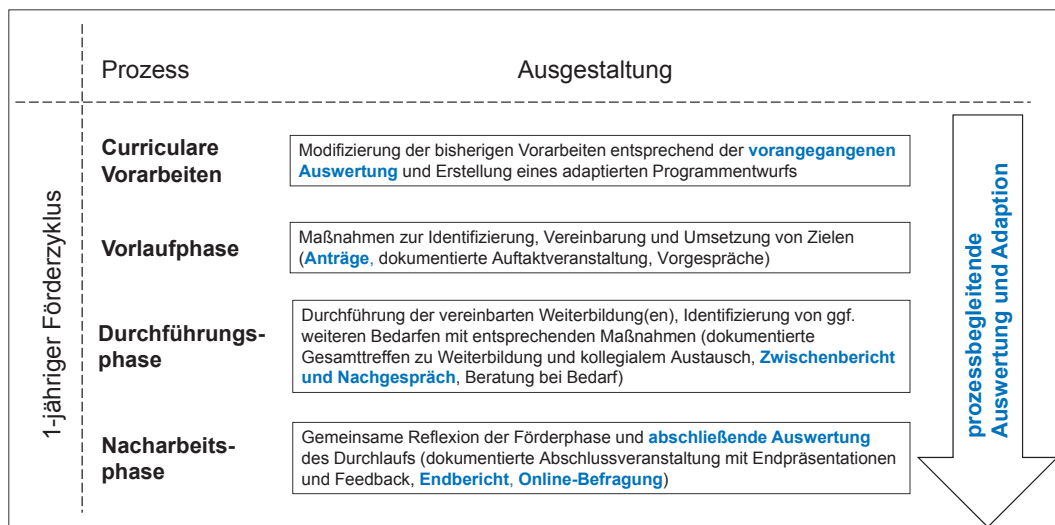 Prozess
Ausgestaltung
1-jähriger Förderzyklus
Curriculare
Vorarbeiten
Modifizierung der bisherigen Vorarbeiten entsprechend der vorangegangenen
Auswertung und Erstellung eines adaptierten Programmentwurfs
Vorlaufphase
Maßnahmen zur Identifizierung, Vereinbarung und Umsetzung von Zielen
(Anträge, dokumentierte Auftaktveranstaltung, Vorgespräche)
Durchführungs-
phase
Durchführung der vereinbarten Weiterbildung(en), Identifizierung von ggf.
weiteren Bedarfen mit entsprechenden Maßnahmen (dokumentierte
Gesamttreffen zu Weiterbildung und kollegialem Austausch, Zwischenbericht
und Nachgespräch, Beratung bei Bedarf)
Nacharbeits-
phase
Gemeinsame Reflexion der Förderphase und abschließende Auswertung
des Durchlaufs (dokumentierte Abschlussveranstaltung mit Endpräsentationen
und Feedback, Endbericht, Online-Befragung)
prozessbegleitende
Auswertung und Adaption